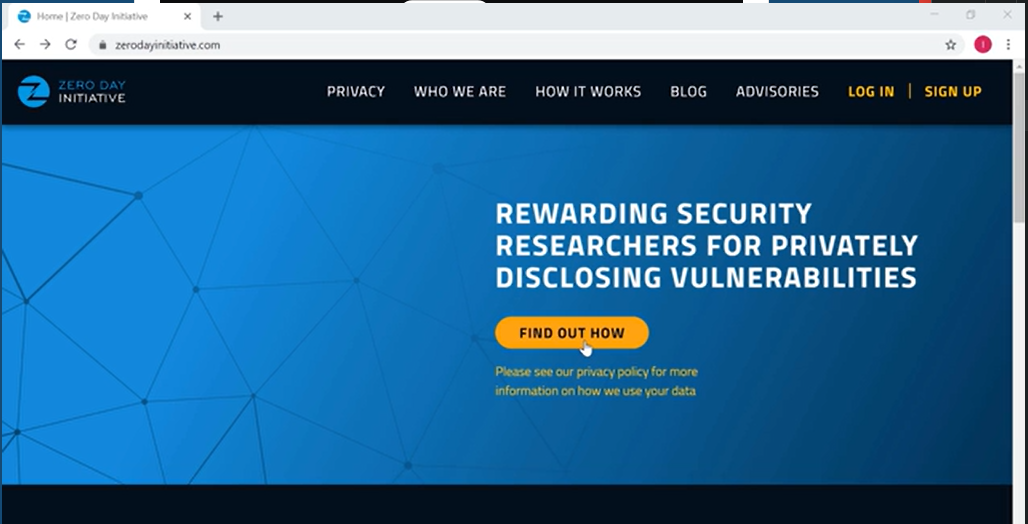 Home | Zero Day Initiative
zerodayinitiative.com
ZERO DAY
INITIATIVE
PRIVACY WHO WE ARE HOW IT WORKS BLOG ADVISORIES LOG IN | SIGN UP
REWARDING SECURITY
RESEARCHERS FOR PRIVATELY
DISCLOSING VULNERABILITIES
FIND OUT HOW
Please see our privacy policy for more
information on how we use your data